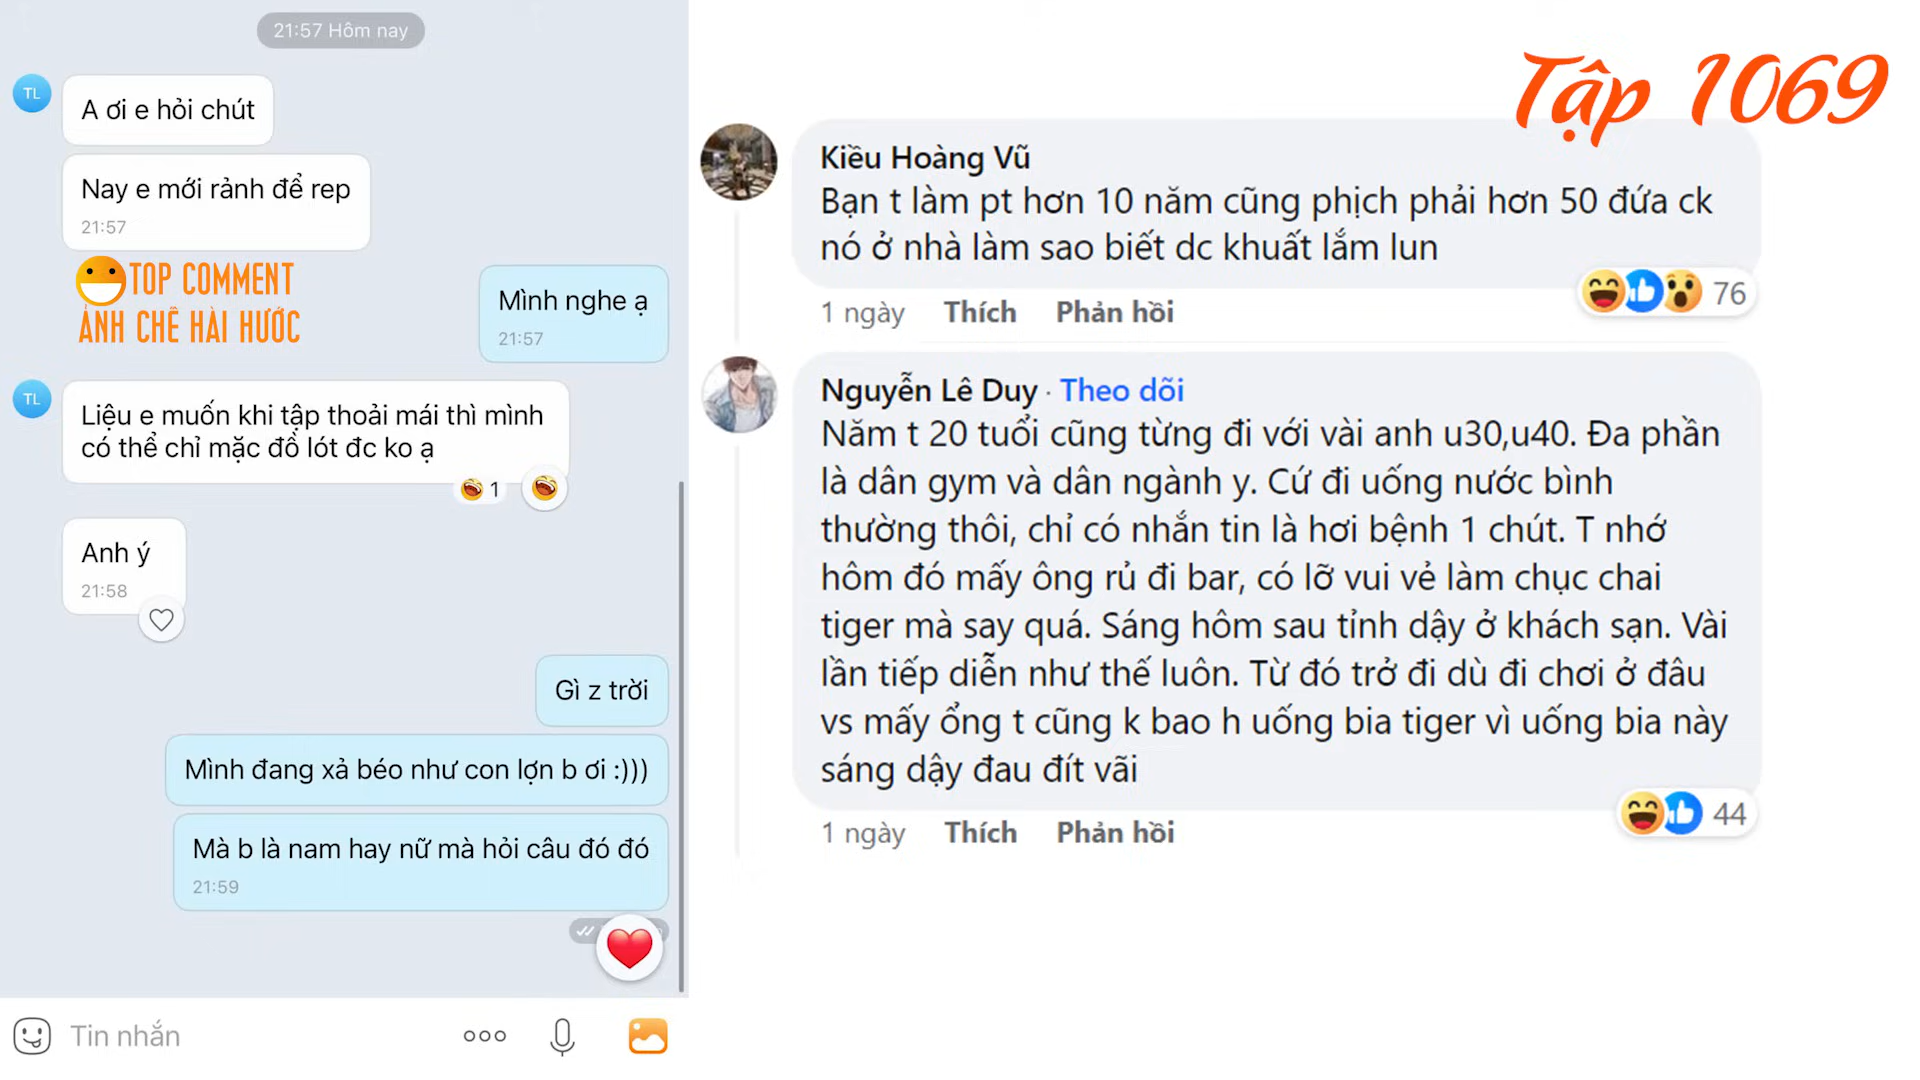 21:57 Hôm nay
TL
A ơi e hỏi chút
Nay e mới rảnh để rep
21:57
TOP COMMENT
ẢNH CHẾ HÀI HƯỚC
Mình nghe ạ
21:57
TL
Liệu e muốn khi tập thoải mái thì mình
có thể chỉ mặc đồ lót đc ko ạ
1
Anh ý
21:58
Gì z trời
Mình đang xả béo như con lợn b ơi :)))
Mà b là nam hay nữ mà hỏi câu đó đó
21:59
Tin nhắn
Tập 1069
Kiều Hoàng Vũ
Bạn t làm pt hơn 10 năm cũng phịch phải hơn 50 đứa ck
nó ở nhà làm sao biết dc khuất lắm lun
76
1 ngày Thích Phản hồi
Nguyễn Lê Duy · Theo dõi
Năm t 20 tuổi cũng từng đi với vài anh u30,u40. Đa phần
là dân gym và dân ngành y. Cứ đi uống nước bình
thường thôi, chỉ có nhắn tin là hơi bệnh 1 chút. T nhớ
hôm đó mấy ông rủ đi bar, có lỡ vui vẻ làm chục chai
tiger mà say quá. Sáng hôm sau tỉnh dậy ở khách sạn. Vài
lần tiếp diễn như thế luôn. Từ đó trở đi dù đi chơi ở đâu
vs mấy ổng t cũng k bao h uống bia tiger vì uống bia này
sáng dậy đau đít vãi
44
1 ngày Thích Phản hồi